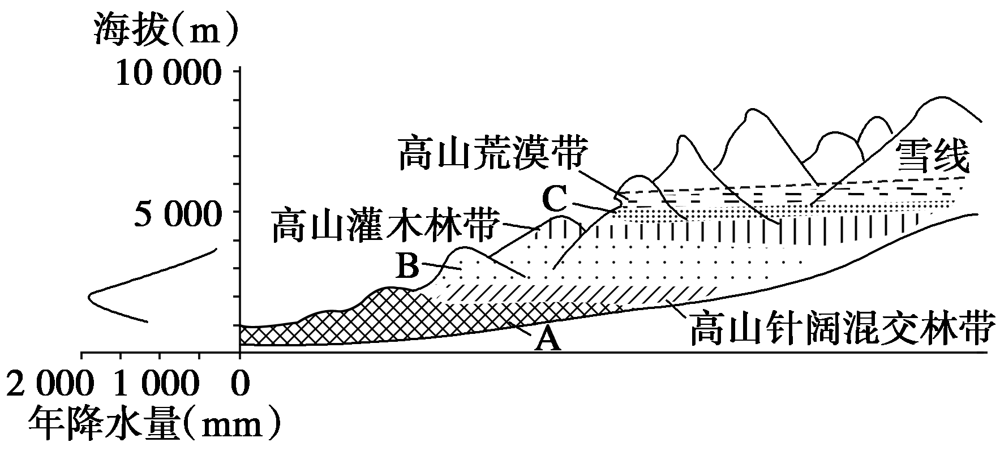 海拔(m)
10 000
高山荒漠带
雪线
C
5 000
高山灌木林带
B
高山针阔混交林带
A
2 000 1 000 0
年降水量(mm)